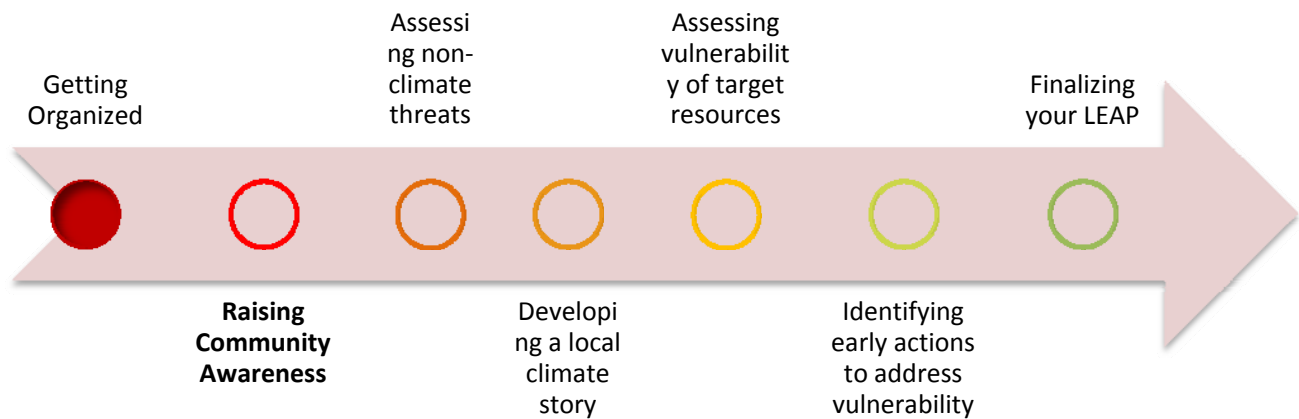 Getting
Organized
Raising
Community
Awareness
Assessi
ng non-
climate
threats
Developi
ng a local
climate
story
Assessing
vulnerabilit
y of target
resources
Identifying
early actions
to address
vulnerability
Finalizing
your LEAP